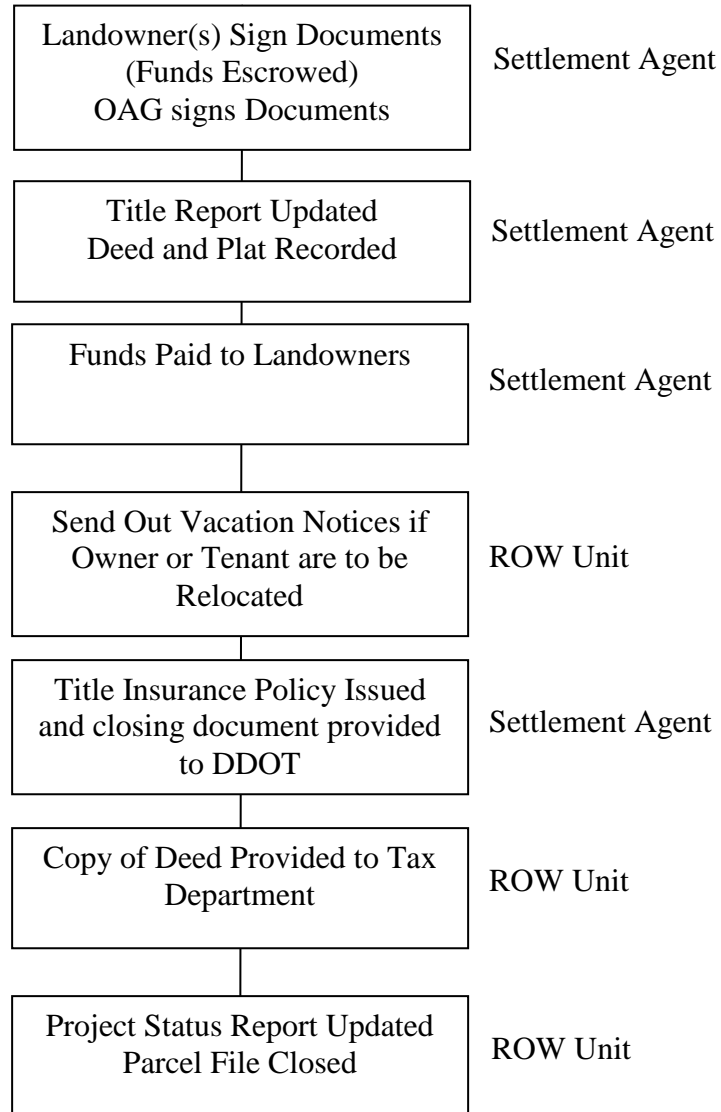 Landowner(s) Sign Documents
(Funds Escrowed)
OAG signs Documents
Settlement Agent
Title Report Updated
Deed and Plat Recorded
Settlement Agent
Funds Paid to Landowners
Settlement Agent
Send Out Vacation Notices if
Owner or Tenant are to be
Relocated
ROW Unit
Title Insurance Policy Issued
and closing document provided
to DDOT
Settlement Agent
Copy of Deed Provided to Tax
Department
ROW Unit
Project Status Report Updated
Parcel File Closed
ROW Unit